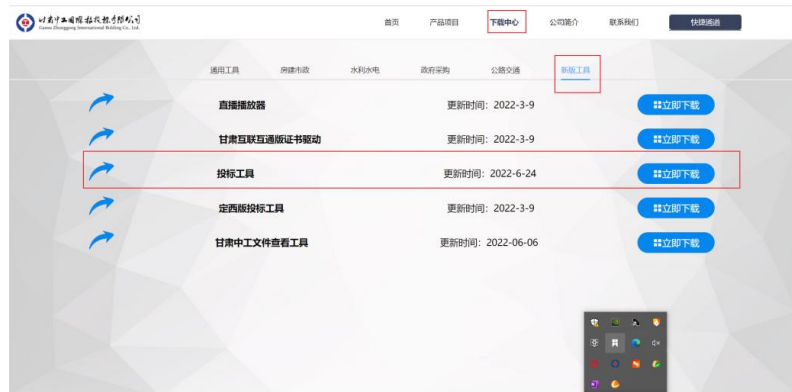 甘肃中工国际招投标有限公司
Gansu Zhonggong International Bidding Co., Ltd.
首页 产品项目 下载中心 公司简介 联系我们 快捷通道
通用工具 房建市政 水利水电 政府采购 公路交通 新版工具
直播播放器 更新时间：2022-3-9 立即下载
甘肃互联互通版证书驱动 更新时间：2022-3-9 立即下载
投标工具 更新时间：2022-6-24 立即下载
定西版投标工具 更新时间：2022-3-9 立即下载
甘肃中工文件查看工具 更新时间：2022-06-06 立即下载